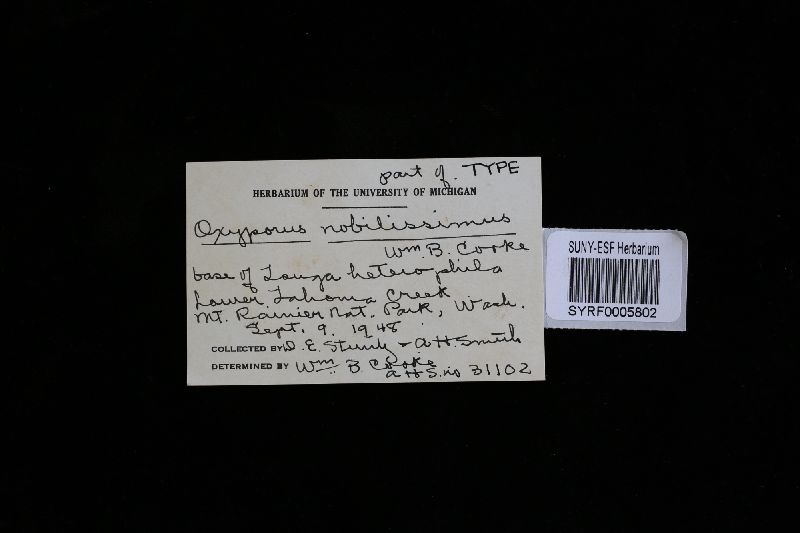 part of. TYPE
HERBARIUM OF THE UNIVERSITY OF MICHIGAN
Oxyporus nobilissimus
Wm. B. Cooke
base of Tsuga heterophila
Lower Tahoma Creek
Mt. Rainier Nat. Park, Wash.
Sept. 9, 1948
COLLECTED BY D. E. Stuntz & A H Smith
DETERMINED BY Wm. B. Cooke
A H S. no 31102
SUNY-ESF Herbarium
SYRF0005802